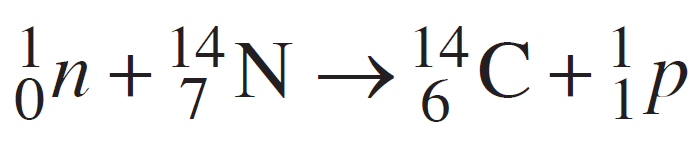 ¹₀n + ¹⁴₇N → ¹⁴₆C + ¹₁p